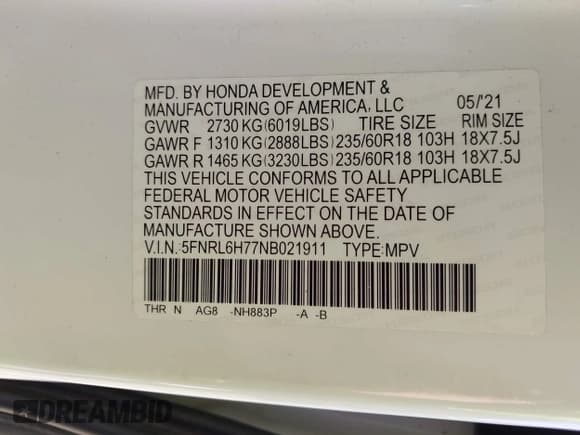 MFD. BY HONDA DEVELOPMENT &
MANUFACTURING OF AMERICA, LLC 05/'21
GVWR 2730 KG(6019LBS) TIRE SIZE RIM SIZE
GAWR F 1310 KG(2888LBS) 235/60R18 103H 18X7.5J
GAWR R 1465 KG(3230LBS) 235/60R18 103H 18X7.5J
THIS VEHICLE CONFORMS TO ALL APPLICABLE
FEDERAL MOTOR VEHICLE SAFETY
STANDARDS IN EFFECT ON THE DATE OF
MANUFACTURE SHOWN ABOVE.
V.I.N.:5FNRL6H77NB021911 TYPE:MPV
THR N AG8 -NH883P -A -B
DREAMBID